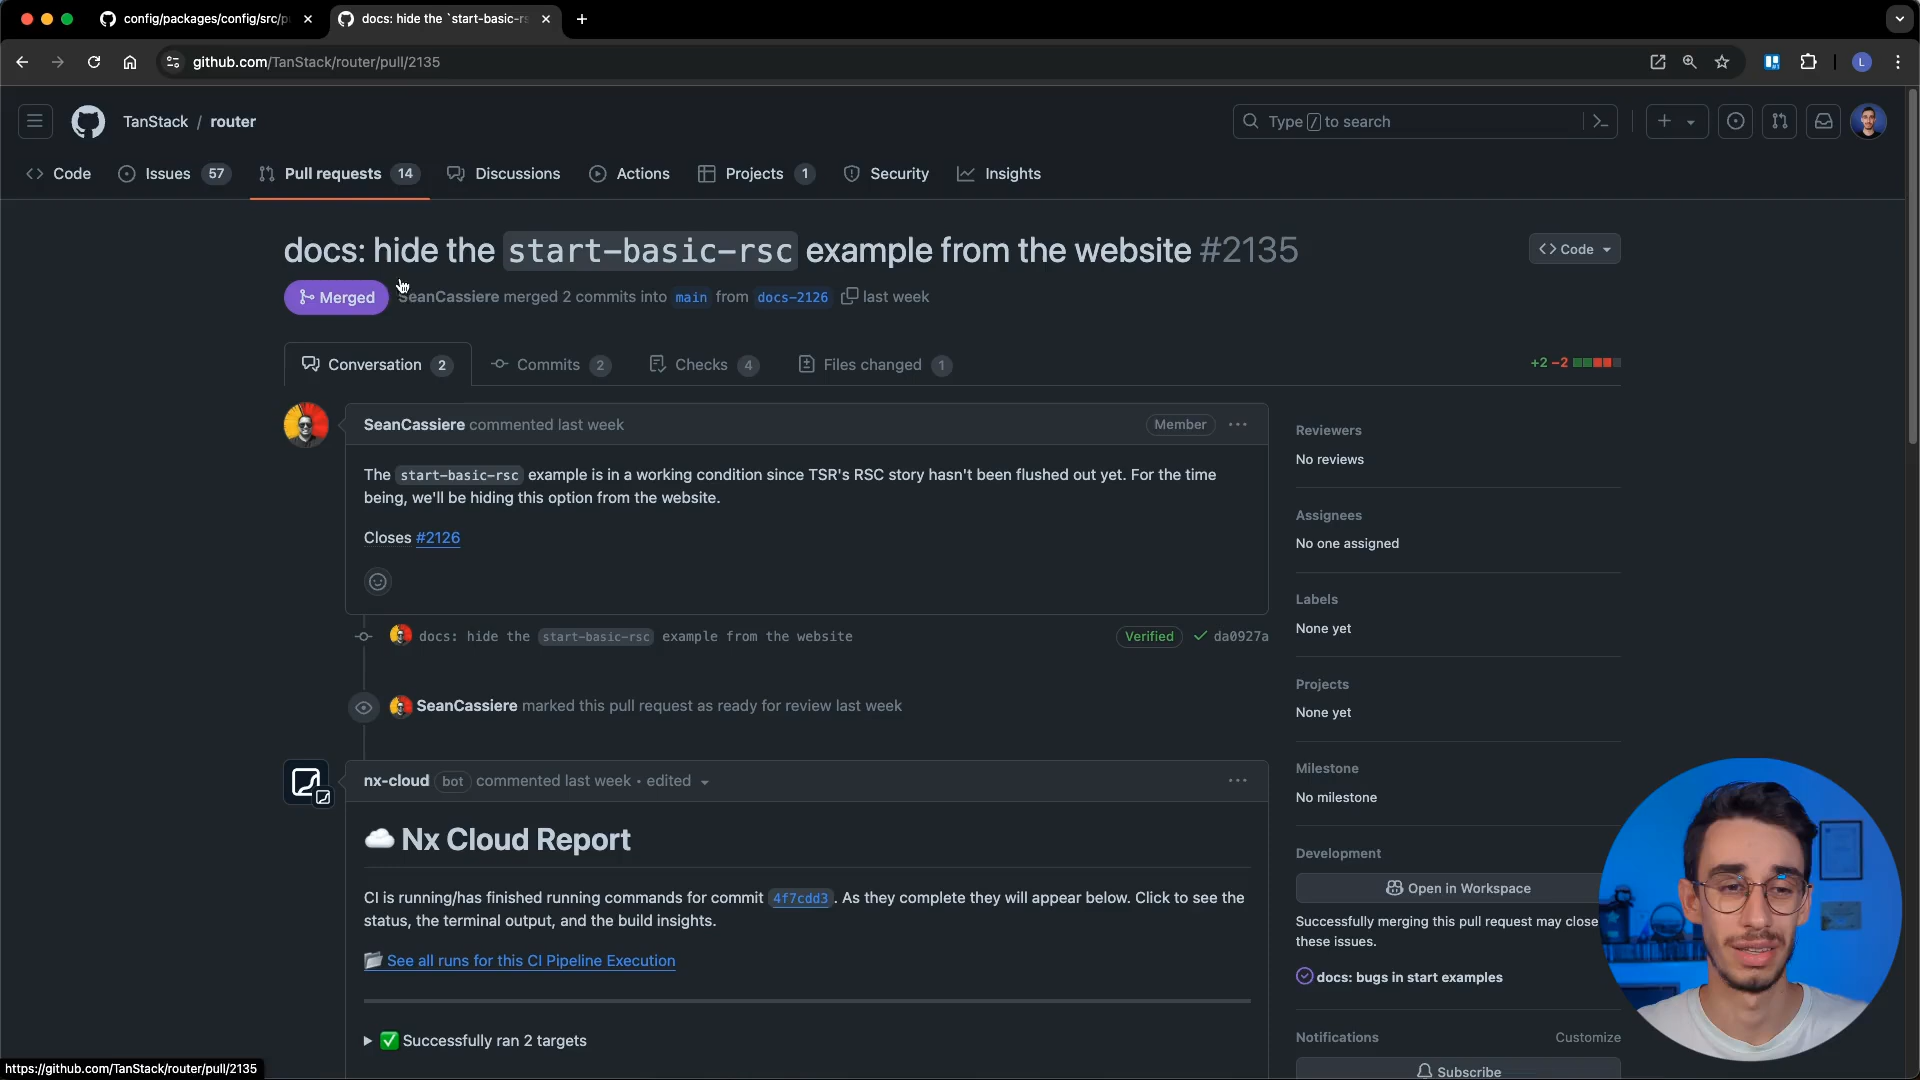 config/packages/config/src/p
docs: hide the `start-basic-rs
github.com/TanStack/router/pull/2135
L
TanStack / router
Type / to search
Code
Issues 57
Pull requests 14
Discussions
Actions
Projects 1
Security
Insights
docs: hide the start-basic-rsc example from the website #2135
Code
Merged
SeanCassiere merged 2 commits into main from docs-2126 last week
Conversation 2
Commits 2
Checks 4
Files changed 1
+2 −2
SeanCassiere commented last week
Member
The start-basic-rsc example is in a working condition since TSR's RSC story hasn't been flushed out yet. For the time
being, we'll be hiding this option from the website.
Closes #2126
docs: hide the start-basic-rsc example from the website
Verified
da0927a
SeanCassiere marked this pull request as ready for review last week
nx-cloud bot commented last week • edited
Nx Cloud Report
CI is running/has finished running commands for commit 4f7cdd3. As they complete they will appear below. Click to see the
status, the terminal output, and the build insights.
See all runs for this CI Pipeline Execution
Successfully ran 2 targets
Reviewers
No reviews
Assignees
No one assigned
Labels
None yet
Projects
None yet
Milestone
No milestone
Development
Open in Workspace
Successfully merging this pull request may close
these issues.
docs: bugs in start examples
Notifications
Customize
Subscribe
https://github.com/TanStack/router/pull/2135